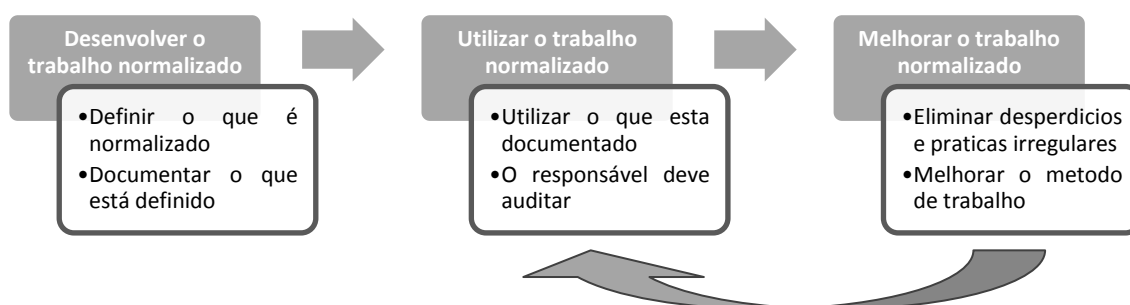 Desenvolver o
trabalho normalizado
•Definir o que é
normalizado
•Documentar o que
está definido
Utilizar o trabalho
normalizado
•Utilizar o que esta
documentado
•O responsável deve
auditar
Melhorar o trabalho
normalizado
•Eliminar desperdicios
e praticas irregulares
•Melhorar o metodo
de trabalho